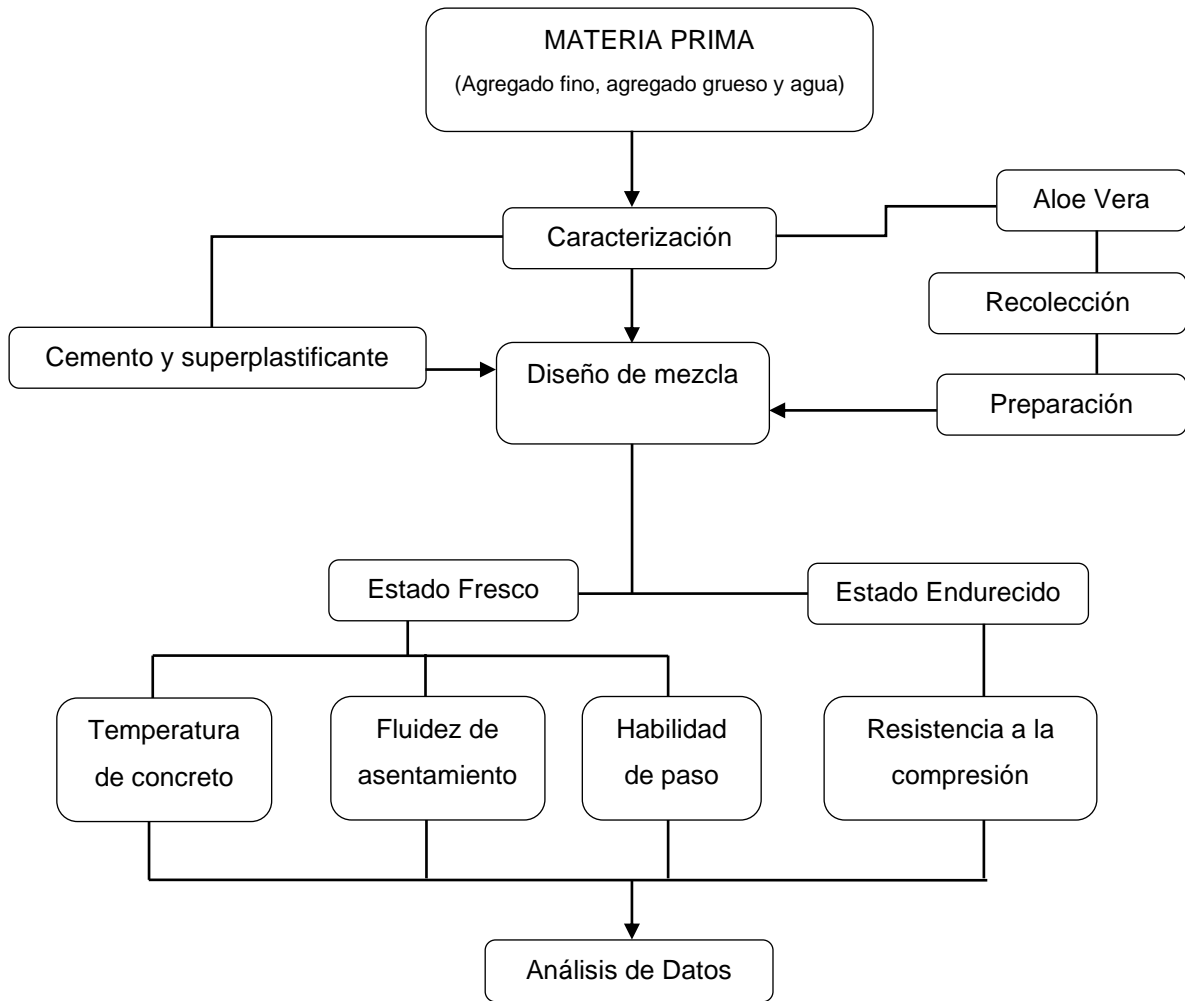 MATERIA PRIMA
(Agregado fino, agregado grueso y agua)
Aloe Vera
Caracterización
Recolección
Cemento y superplastificante
Diseño de mezcla
Preparación
Estado Fresco
Estado Endurecido
Temperatura
de concreto
Fluidez de
asentamiento
Habilidad
de paso
Resistencia a la
compresión
Análisis de Datos